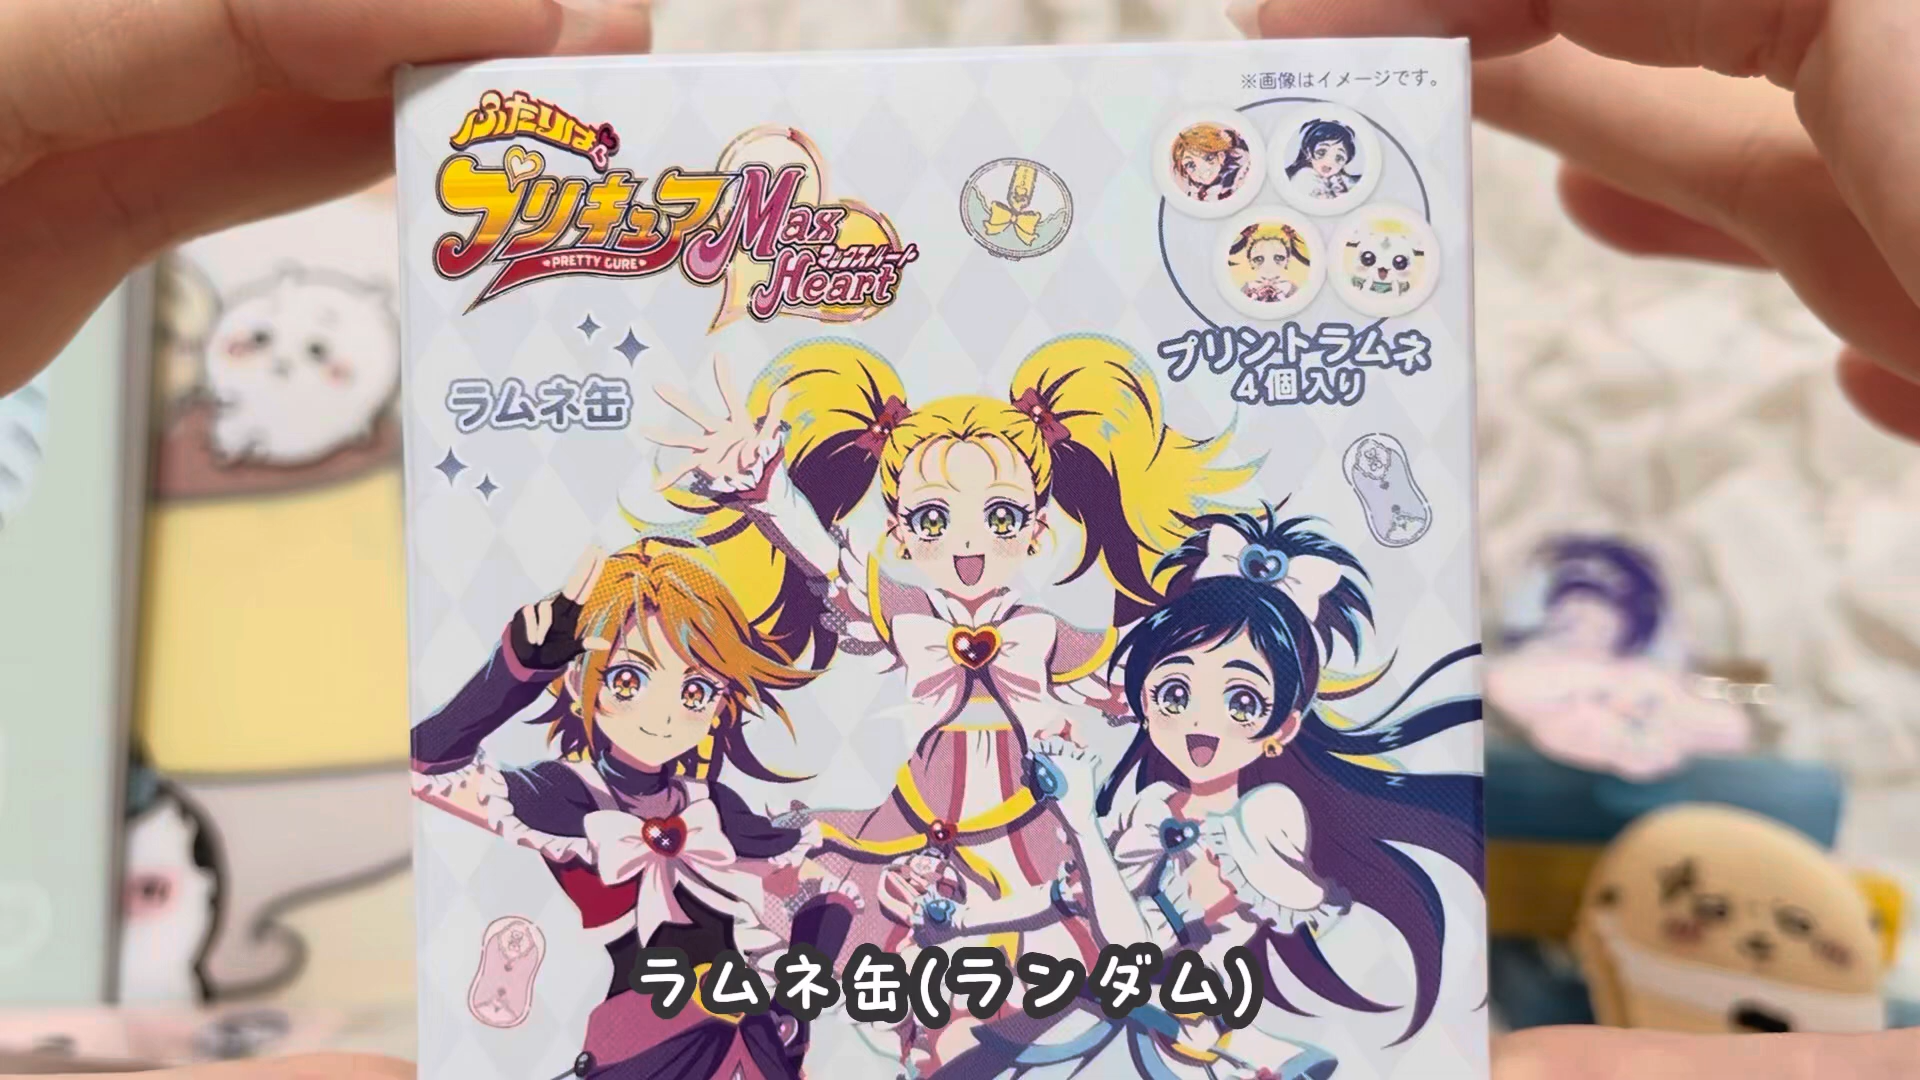 ※画像はイメージです。
ふたりは
プリキュア
PRETTY CURE
Max
Heart
マックスハート
ラムネ缶
プリントラムネ
4個入り
ラムネ缶(ランダム)